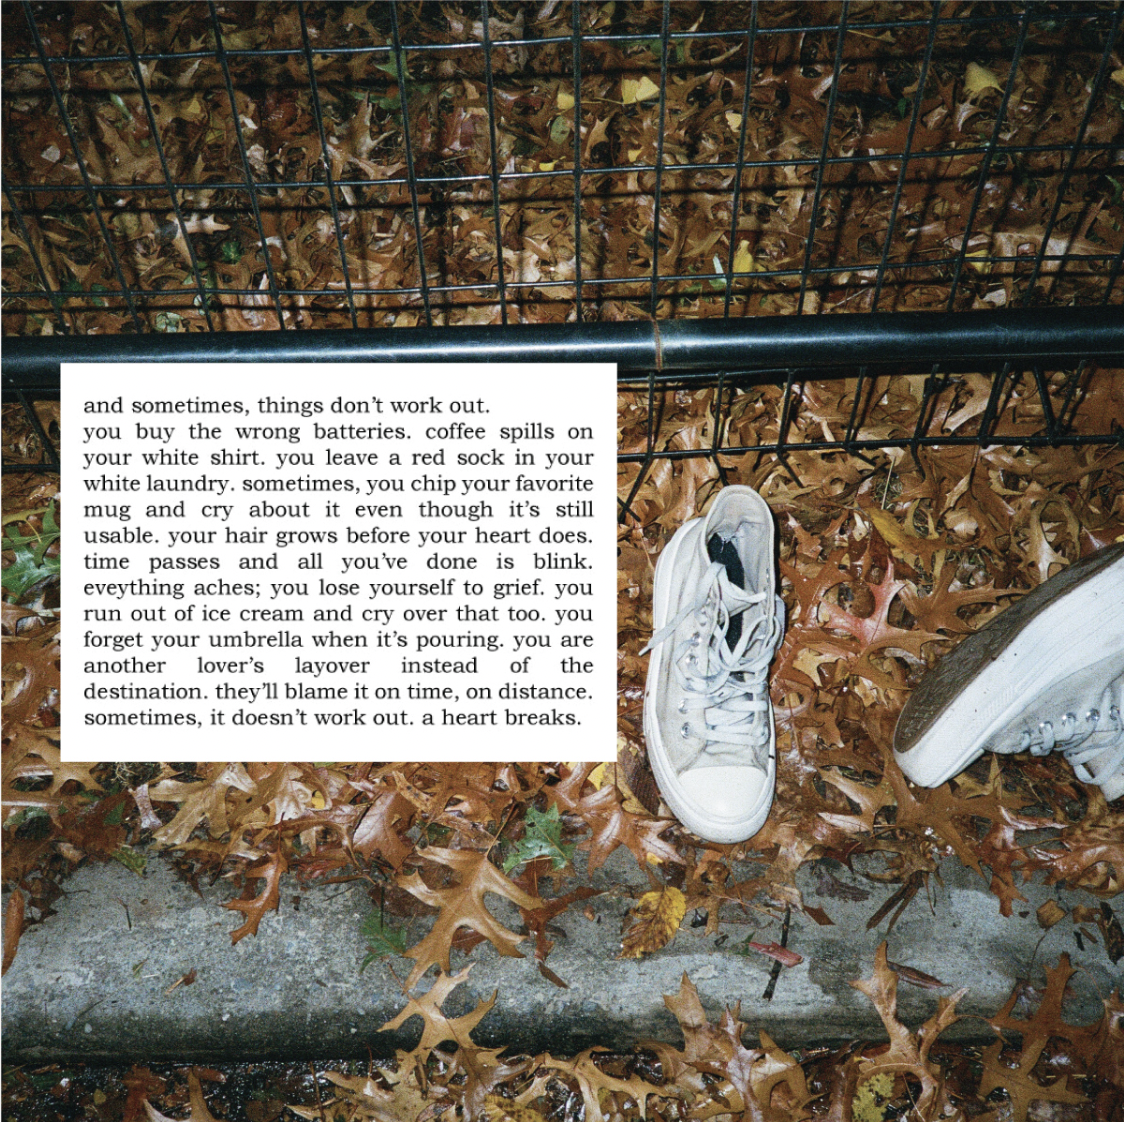 and sometimes, things don't work out.
you buy the wrong batteries. coffee spills on
your white shirt. you leave a red sock in your
white laundry. sometimes, you chip your favorite
mug and cry about it even though it's still
usable. your hair grows before your heart does.
time passes and all you've done is blink.
eveything aches; you lose yourself to grief. you
run out of ice cream and cry over that too. you
forget your umbrella when it's pouring. you are
another lover's layover instead of the
destination. they'll blame it on time, on distance.
sometimes, it doesn't work out. a heart breaks.